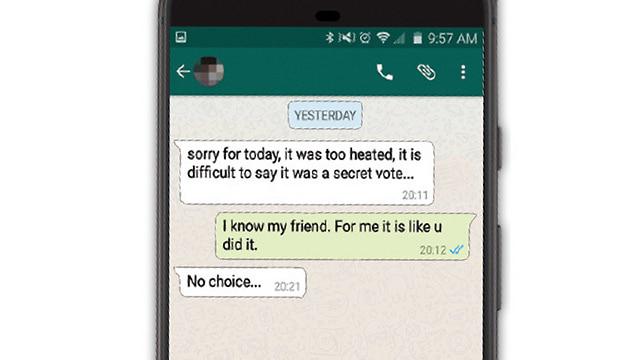 9:57 AM
YESTERDAY
sorry for today, it was too heated, it is
difficult to say it was a secret vote...
20:11
I know my friend. For me it is like u
did it.
20:12
No choice...
20:21